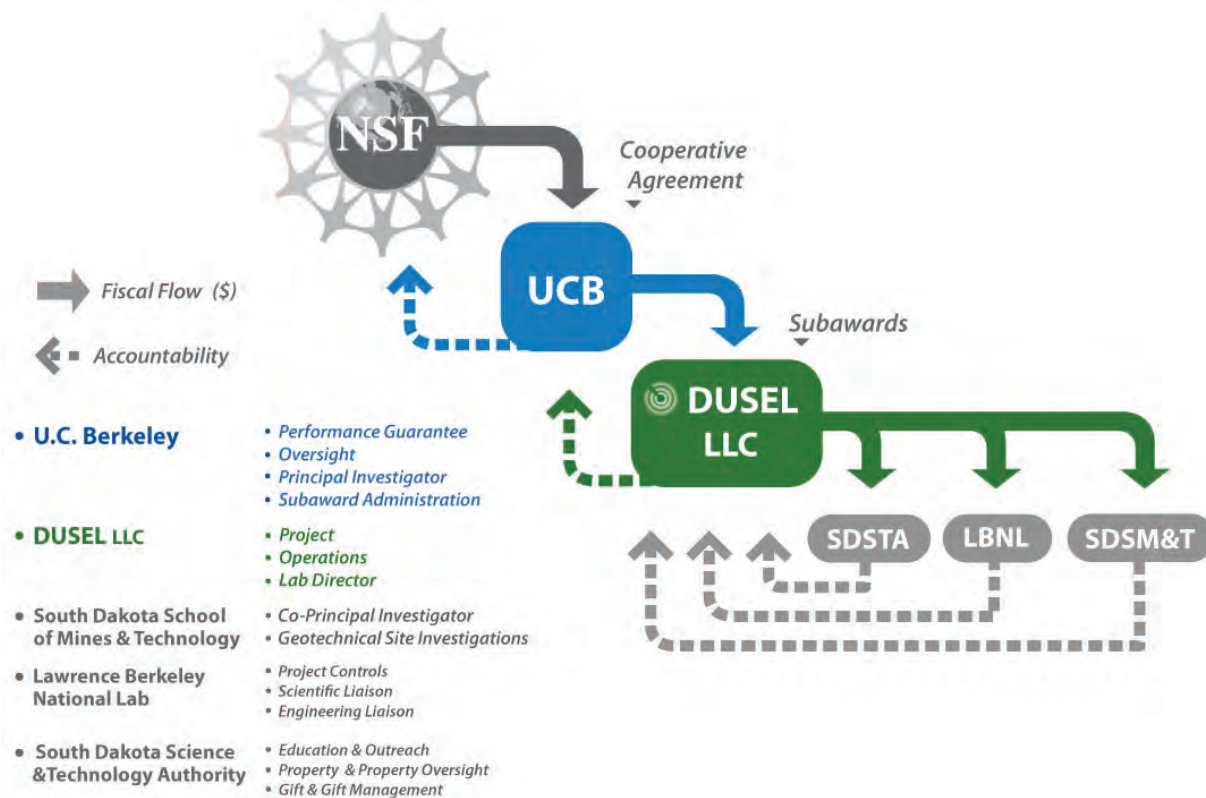 NSF
Cooperative
Agreement
UCB
Fiscal Flow ($)
Subawards
Accountability
DUSEL
LLC
• U.C. Berkeley
• Performance Guarantee
• Oversight
• Principal Investigator
• Subaward Administration
SDSTA
LBNL
SDSM&T
• DUSEL LLC
• Project
• Operations
• Lab Director
• South Dakota School
of Mines & Technology
• Co-Principal Investigator
• Geotechnical Site Investigations
• Lawrence Berkeley
National Lab
• Project Controls
• Scientific Liaison
• Engineering Liaison
• South Dakota Science
&Technology Authority
• Education & Outreach
• Property & Property Oversight
• Gift & Gift Management